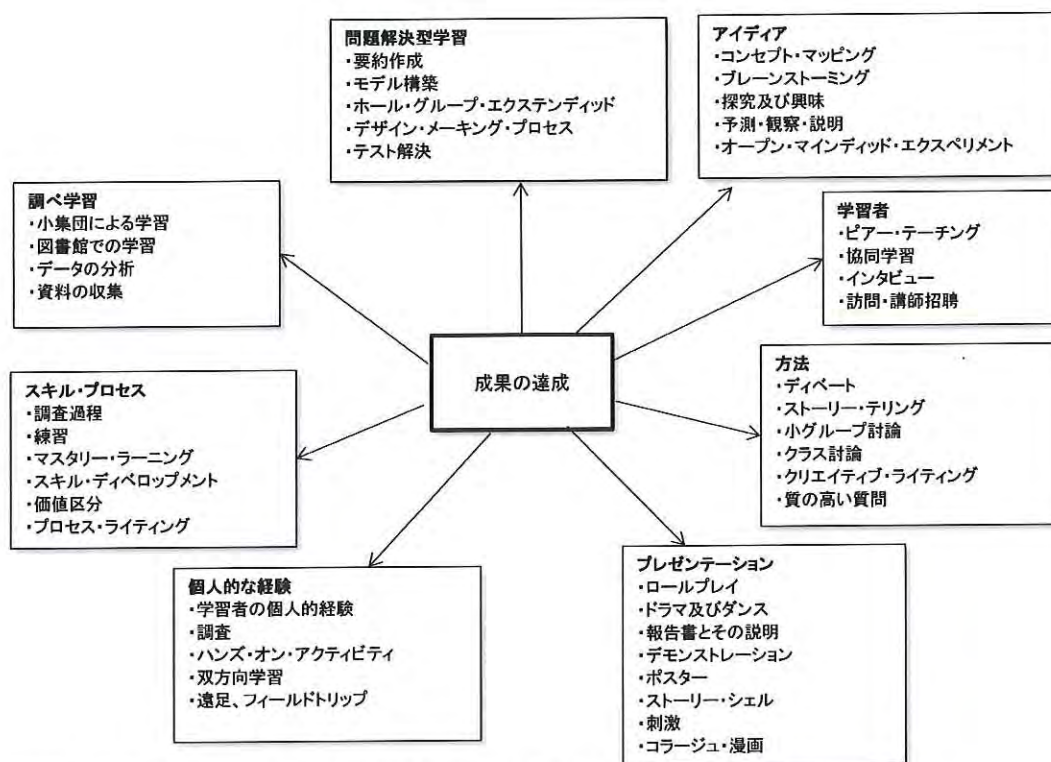 問題解決型学習
・要約作成
・モデル構築
・ホール・グループ・エクステンディッド
・デザイン・メーキング・プロセス
・テスト解決
アイディア
・コンセプト・マッピング
・ブレーンストーミング
・探究及び興味
・予測・観察・説明
・オープン・マインディッド・エクスペリメント
調べ学習
・小集団による学習
・図書館での学習
・データの分析
・資料の収集
学習者
・ピアー・テーチング
・協同学習
・インタビュー
・訪問・講師招聘
成果の達成
スキル・プロセス
・調査過程
・練習
・マスタリー・ラーニング
・スキル・ディベロップメント
・価値区分
・プロセス・ライティング
方法
・ディベート
・ストーリー・テリング
・小グループ討論
・クラス討論
・クリエイティブ・ライティング
・質の高い質問
個人的な経験
・学習者の個人的経験
・調査
・ハンズ・オン・アクティビティ
・双方向学習
・遠足、フィールドトリップ
プレゼンテーション
・ロールプレイ
・ドラマ及びダンス
・報告書とその説明
・デモンストレーション
・ポスター
・ストーリー・シェル
・刺激
・コラージュ・漫画